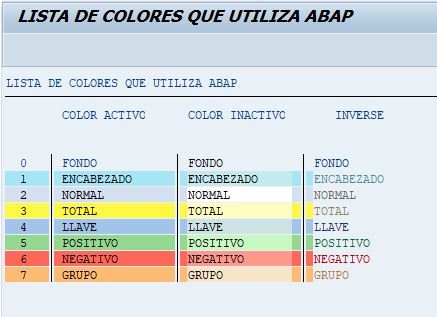 LISTA DE COLORES QUE UTILIZA ABAP
LISTA DE COLORES QUE UTILIZA ABAP
COLOR ACTIVO COLOR INACTIVO INVERSE
0 FONDO FONDO FONDO
1 ENCABEZADO ENCABEZADO ENCABEZADO
2 NORMAL NORMAL NORMAL
3 TOTAL TOTAL TOTAL
4 LLAVE LLAVE LLAVE
5 POSITIVO POSITIVO POSITIVO
6 NEGATIVO NEGATIVO NEGATIVO
7 GRUPO GRUPO GRUPO